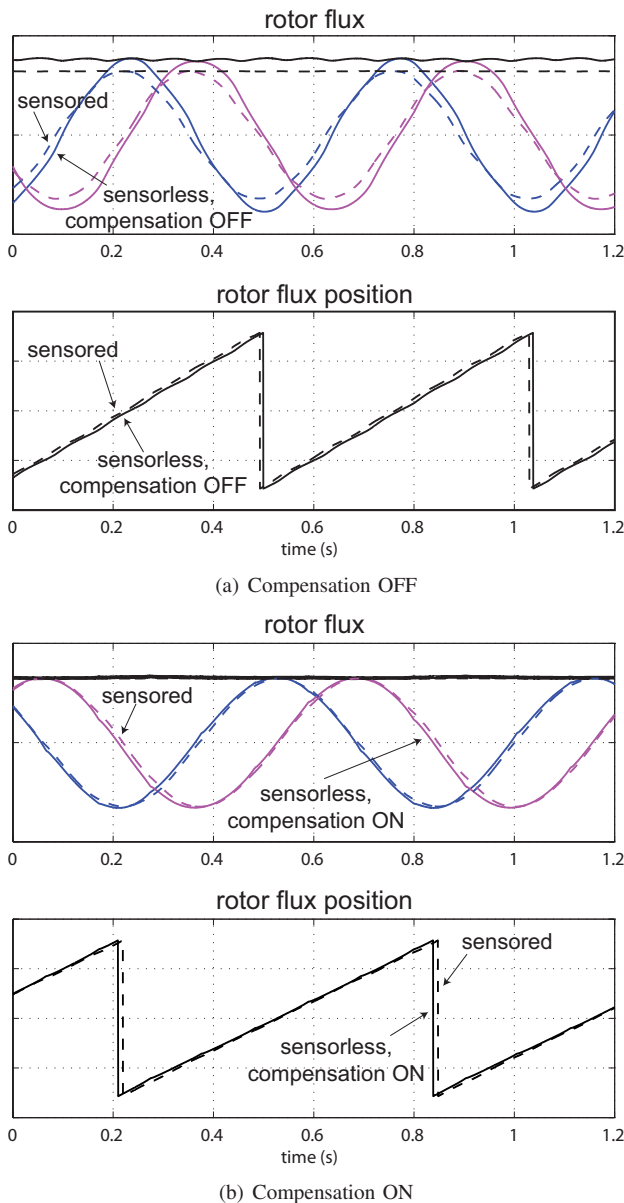 rotor flux
sensored
sensorless,
compensation OFF
0 0.2 0.4 0.6 0.8 1 1.2
rotor flux position
sensored
sensorless,
compensation OFF
0 0.2 0.4 0.6 0.8 1 1.2
time (s)
(a) Compensation OFF
rotor flux
sensored
sensorless,
compensation ON
0 0.2 0.4 0.6 0.8 1 1.2
rotor flux position
sensored
sensorless,
compensation ON
0 0.2 0.4 0.6 0.8 1 1.2
time (s)
(b) Compensation ON